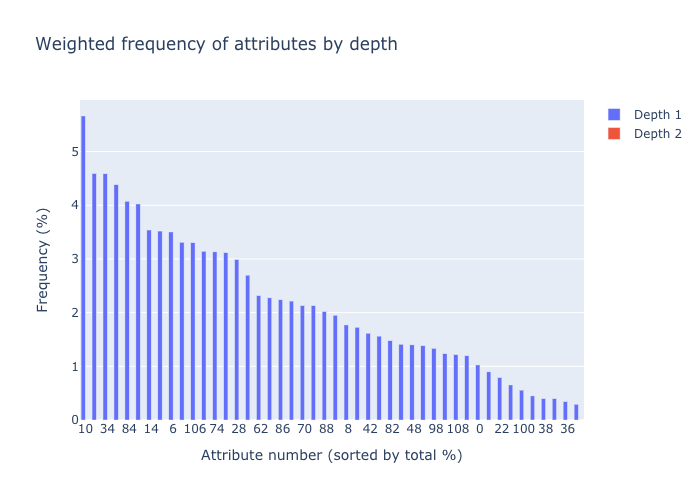 Weighted frequency of attributes by depth
Depth 1
Depth 2
5
4
3
2
1
0
Frequency (%)
10 34 84 14 6 106 74 28 62 86 70 88 8 42 82 48 98 108 0 22 100 38 36
Attribute number (sorted by total %)